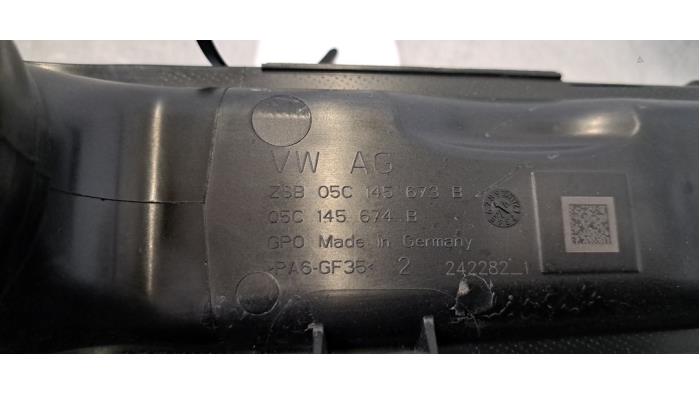 VW AG
ZSB 05C 145 673 B
05C 145 674 B
GPO Made in Germany
>PA6-GF35< 2 242282_1